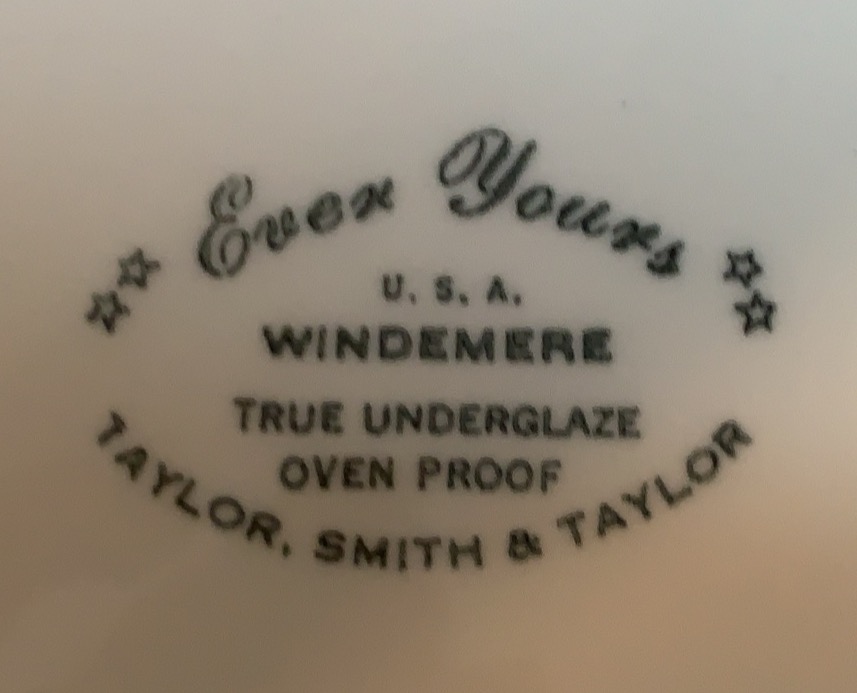 Ever Yours
U. S. A.
WINDEMERE
TRUE UNDERGLAZE
OVEN PROOF
TAYLOR, SMITH & TAYLOR